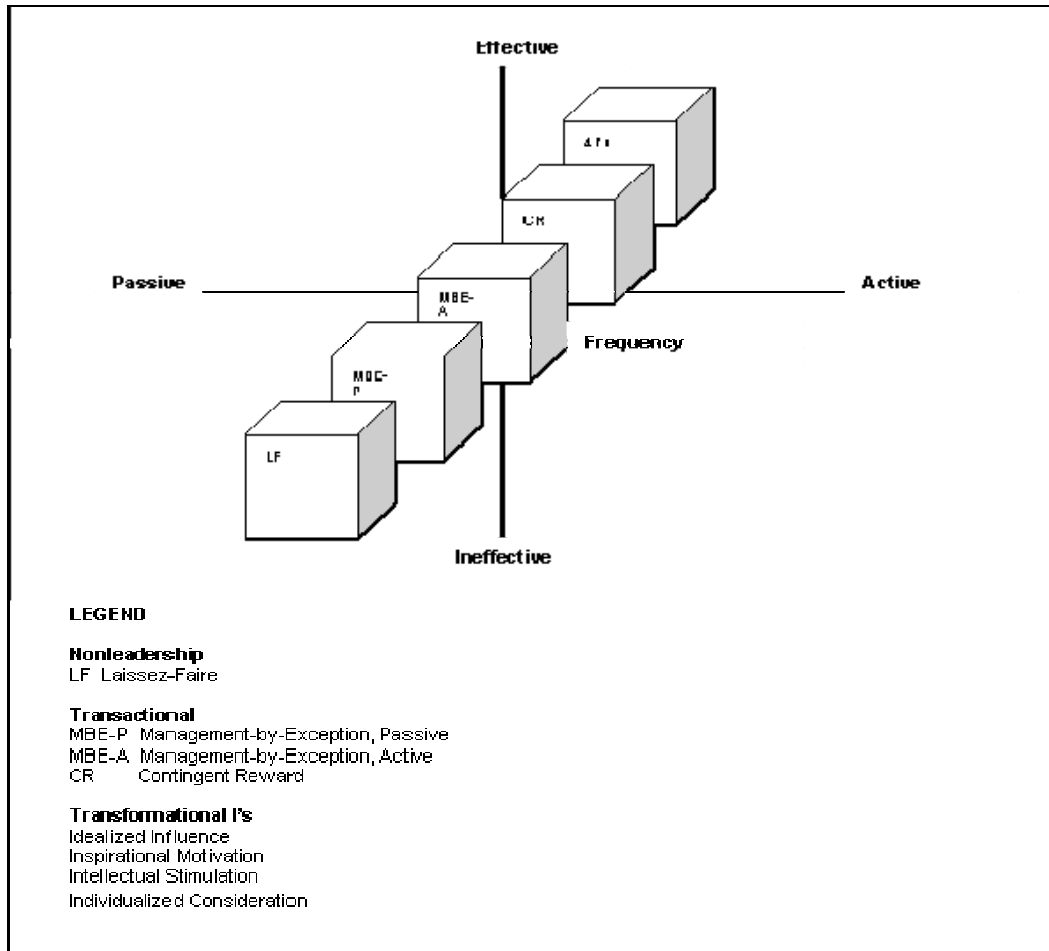 Effective
CR
Passive
Active
MBE-
A
Frequency
MBE-
P
LF
Ineffective
LEGEND
Nonleadership
LF Laissez-Faire
Transactional
MBE-P Management-by-Exception, Passive
MBE-A Management-by-Exception, Active
CR Contingent Reward
Transformational I's
Idealized Influence
Inspirational Motivation
Intellectual Stimulation
Individualized Consideration